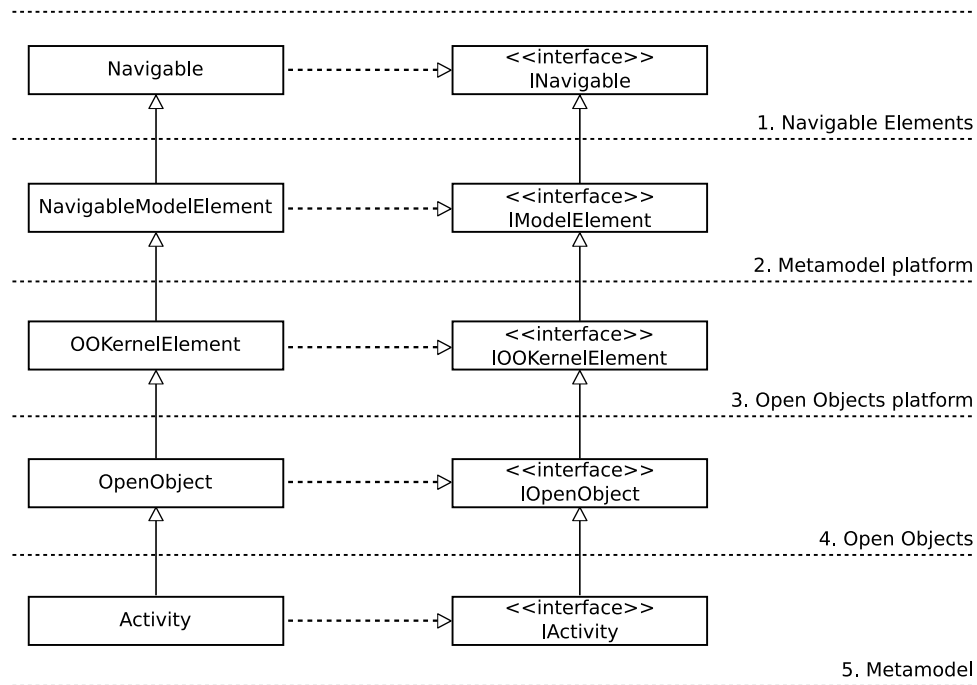 Navigable
<<interface>>
INavigable
1. Navigable Elements
NavigableModelElement
<<interface>>
IModelElement
2. Metamodel platform
OOKernelElement
<<interface>>
IOOKernelElement
3. Open Objects platform
OpenObject
<<interface>>
IOpenObject
4. Open Objects
Activity
<<interface>>
IActivity
5. Metamodel